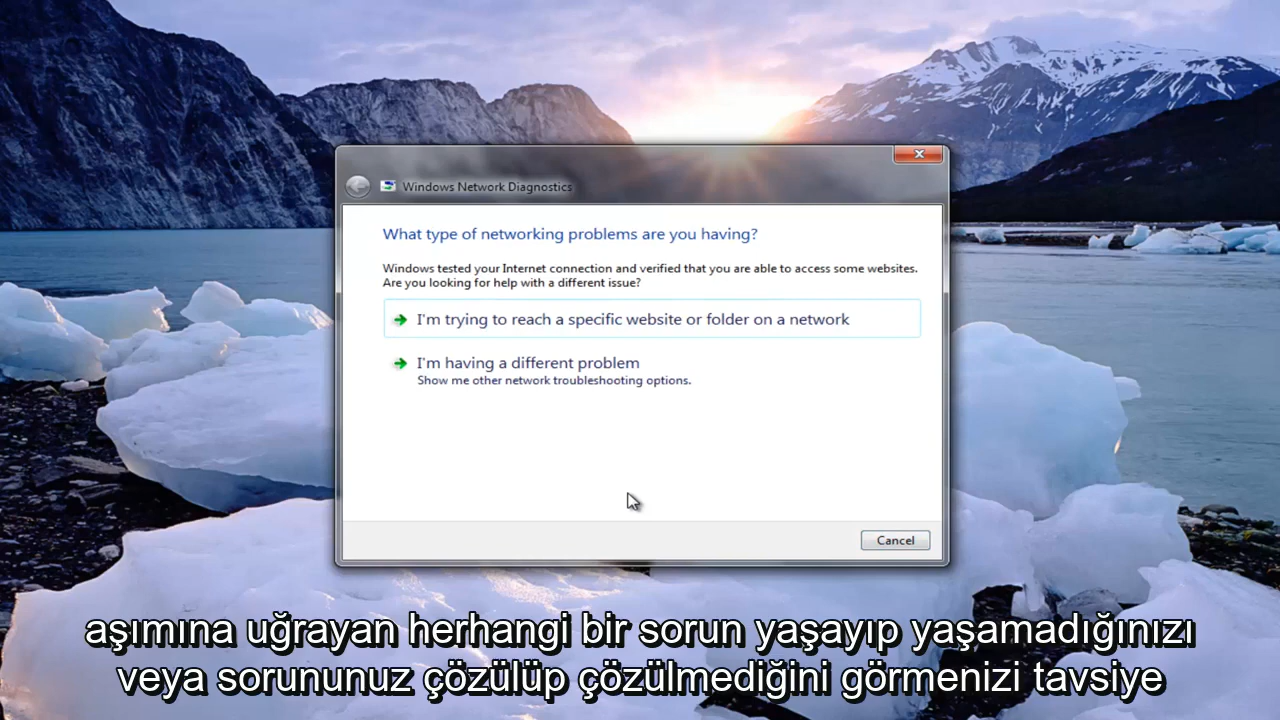 Windows Network Diagnostics
What type of networking problems are you having?
Windows tested your Internet connection and verified that you are able to access some websites.
Are you looking for help with a different issue?
I'm trying to reach a specific website or folder on a network
I'm having a different problem
Show me other network troubleshooting options.
Cancel
aşımına uğrayan herhangi bir sorun yaşayıp yaşamadığınızı
veya sorununuz çözülüp çözülmediğini görmenizi tavsiye